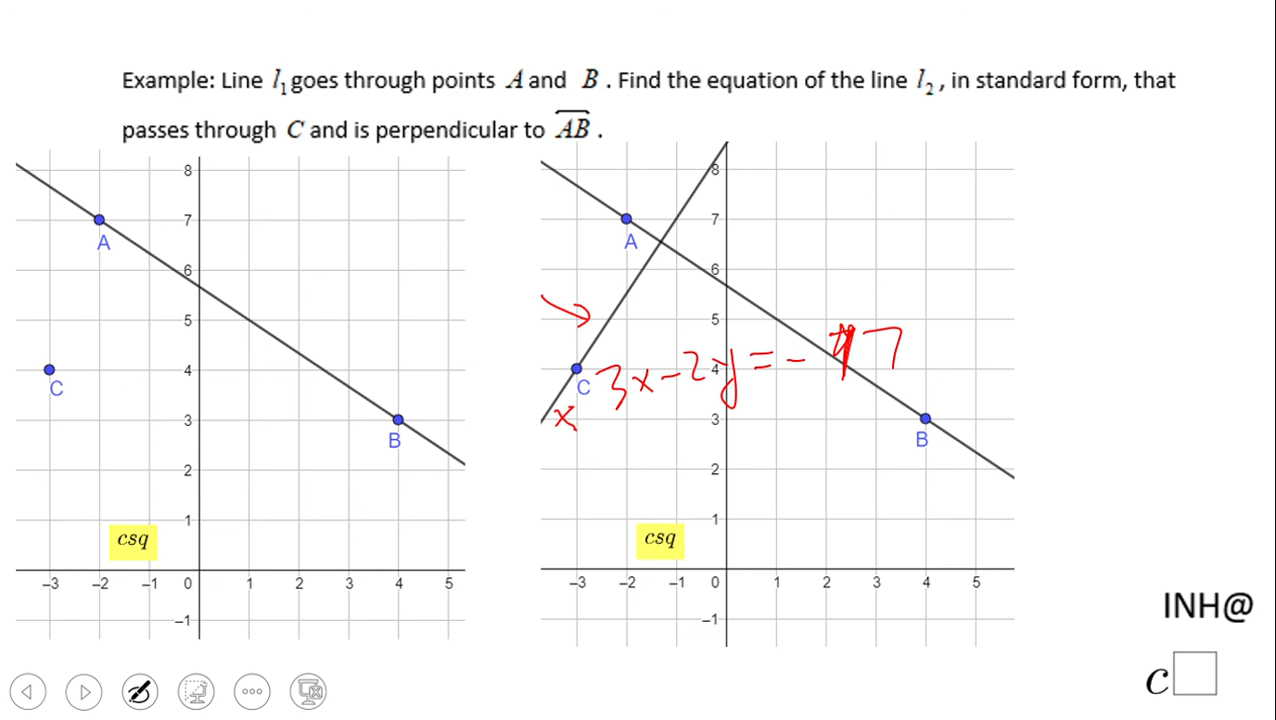 Example: Line l₁ goes through points A and B . Find the equation of the line l₂ , in standard form, that
passes through C and is perpendicular to AB .
8
7
A
6
5
4
C
3
B
2
1
csq
−3 −2 −1 0 1 2 3 4 5
−1
8
7
A
6
5
4
C
3x−2y=−17
x
3
B
2
1
csq
−3 −2 −1 0 1 2 3 4 5
−1
INH@
c